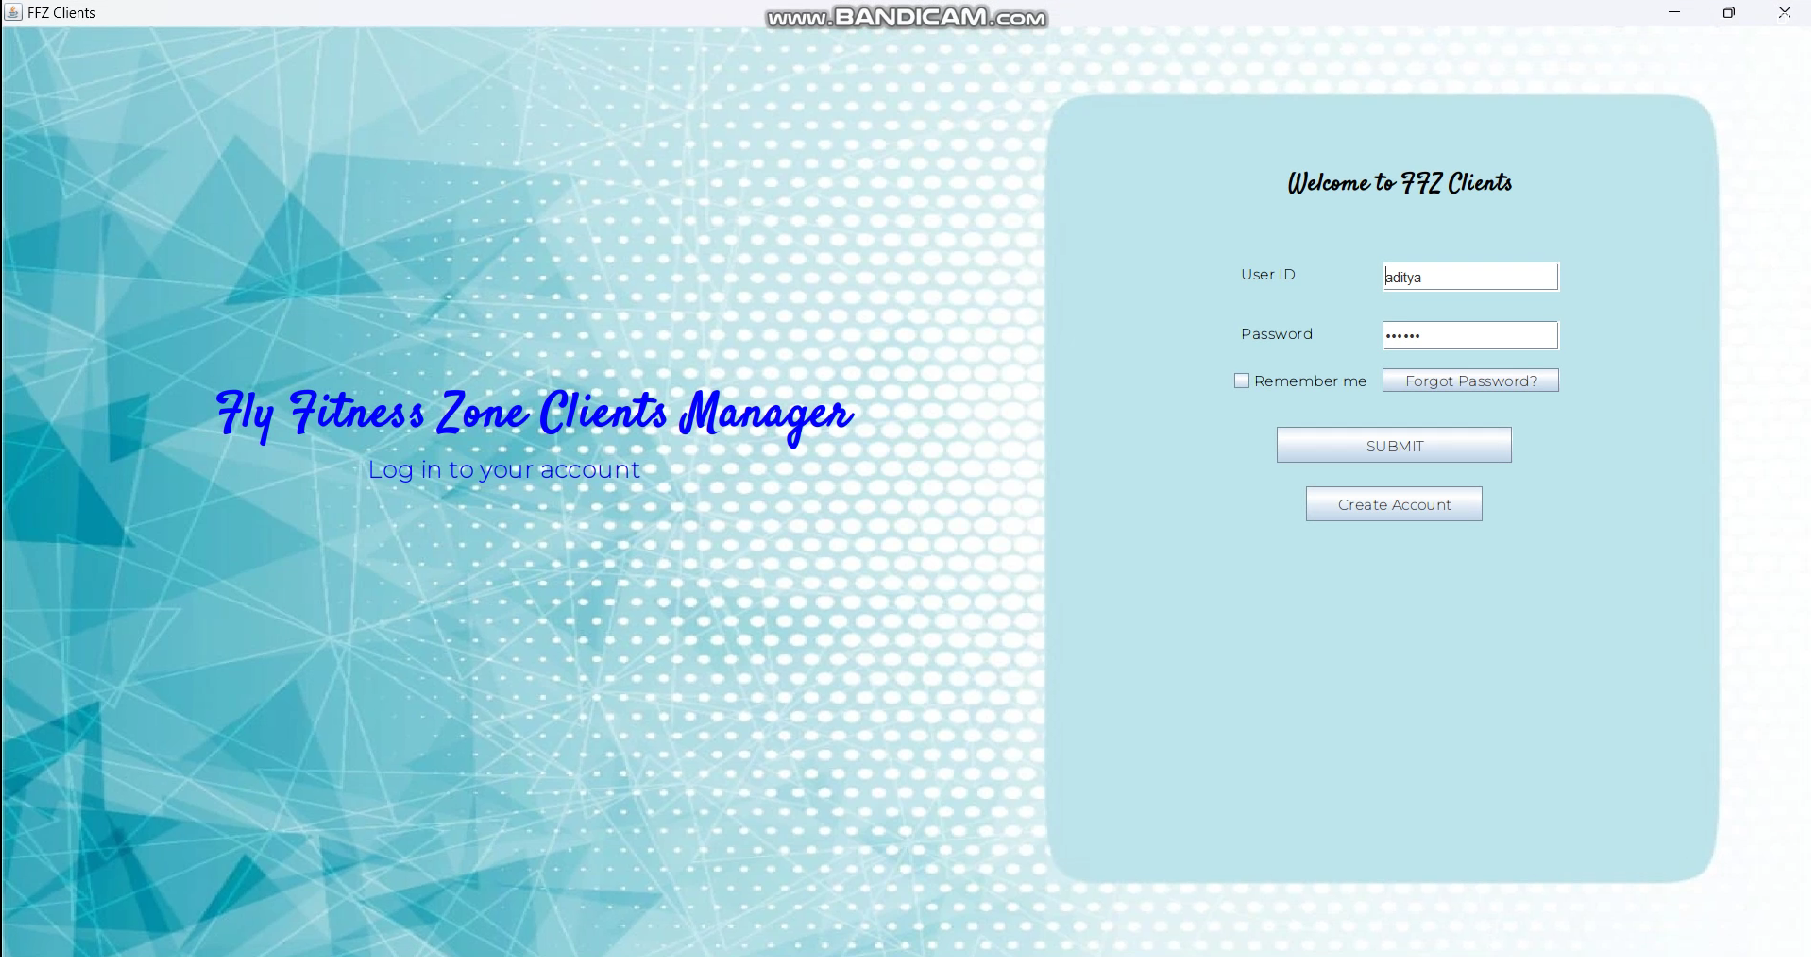 FFZ Clients
www.BANDICAM.com
Welcome to FFZ Clients
User ID
aditya
Password
••••••
Remember me
Forgot Password?
Fly Fitness Zone Clients Manager
Log in to your account
SUBMIT
Create Account